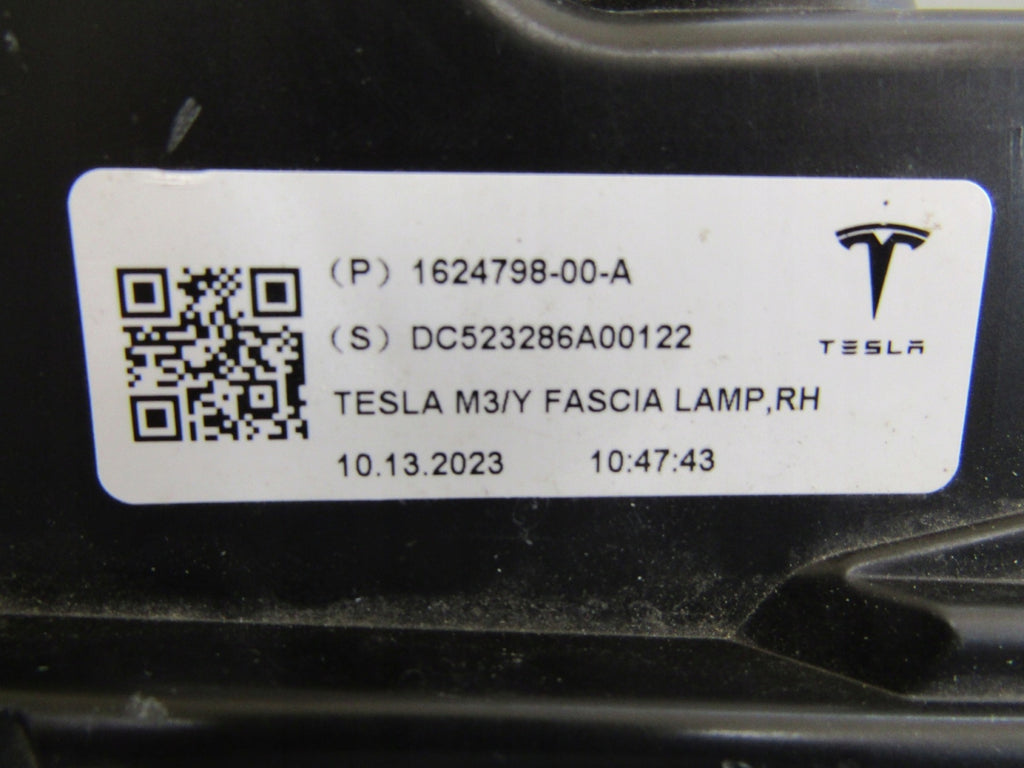 (P) 1624798-00-A
(S) DC523286A00122
TESLA M3/Y FASCIA LAMP,RH
10.13.2023 10:47:43
TESLA